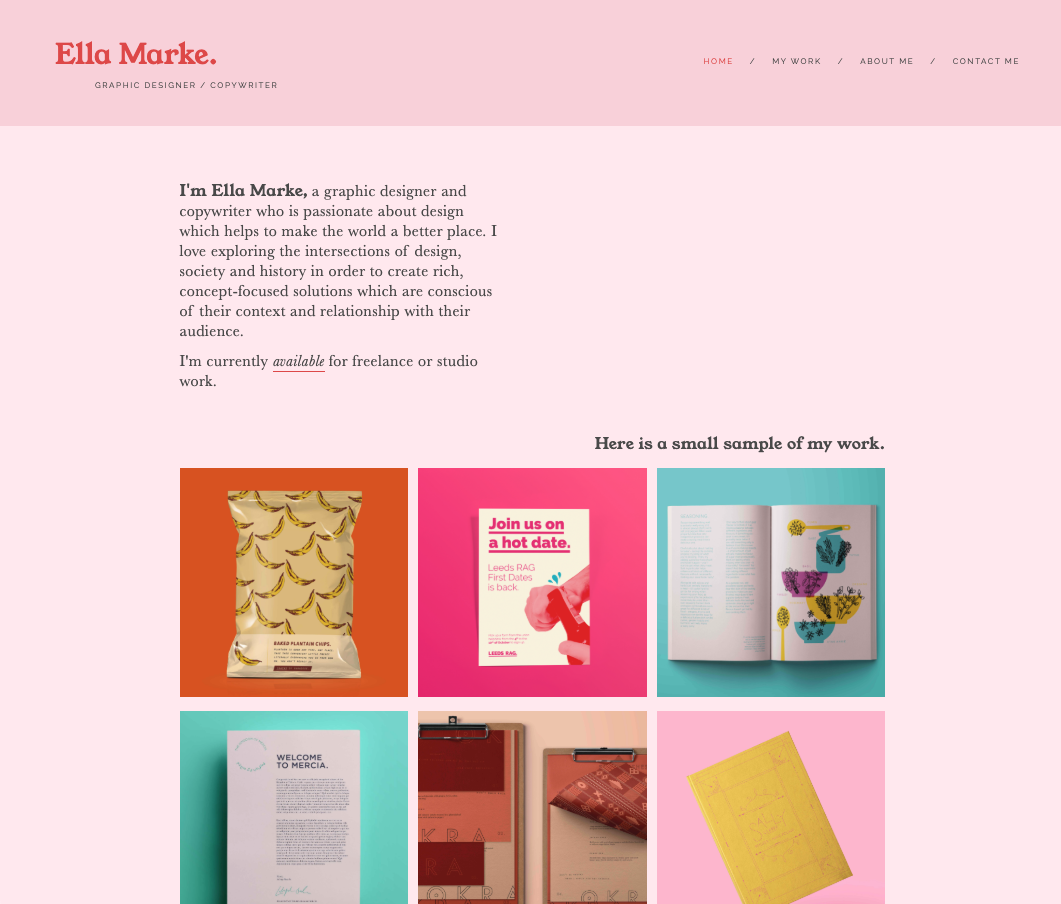 Ella Marke.
GRAPHIC DESIGNER / COPYWRITER
HOME / MY WORK / ABOUT ME / CONTACT ME
I'm Ella Marke, a graphic designer and
copywriter who is passionate about design
which helps to make the world a better place. I
love exploring the intersections of design,
society and history in order to create rich,
concept-focused solutions which are conscious
of their context and relationship with their
audience.
I'm currently available for freelance or studio
work.
Here is a small sample of my work.
BAKED PLANTAIN CHIPS.
Join us on
a hot date.
Leeds RAG
First Dates
is back.
LEEDS RAG.
WELCOME
TO MERCIA.
OKRA